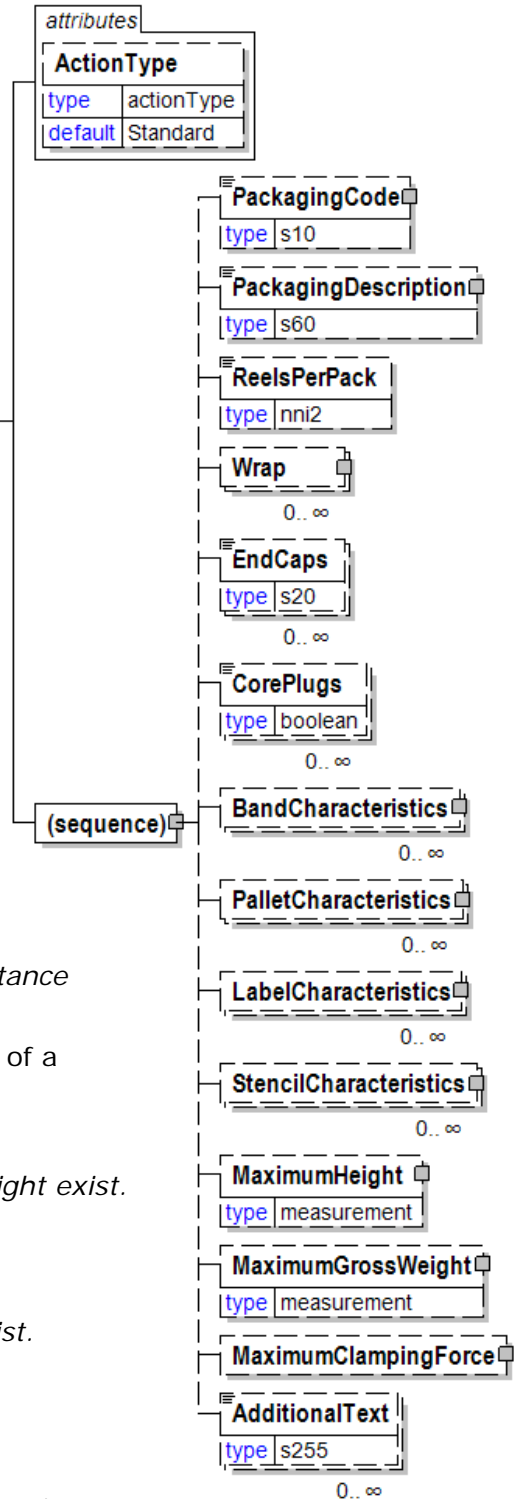 attributes
ActionType
type actionType
default Standard
PackagingCode
type s10
PackagingDescription
type s60
ReelsPerPack
type nni2
Wrap
0.. ∞
EndCaps
type s20
0.. ∞
CorePlugs
type boolean
0.. ∞
(sequence)
BandCharacteristics
0.. ∞
PalletCharacteristics
0.. ∞
tance
LabelCharacteristics
0.. ∞
of a
StencilCharacteristics
0.. ∞
ight exist.
MaximumHeight
type measurement
MaximumGrossWeight
type measurement
ist.
MaximumClampingForce
AdditionalText
type s255
0.. ∞